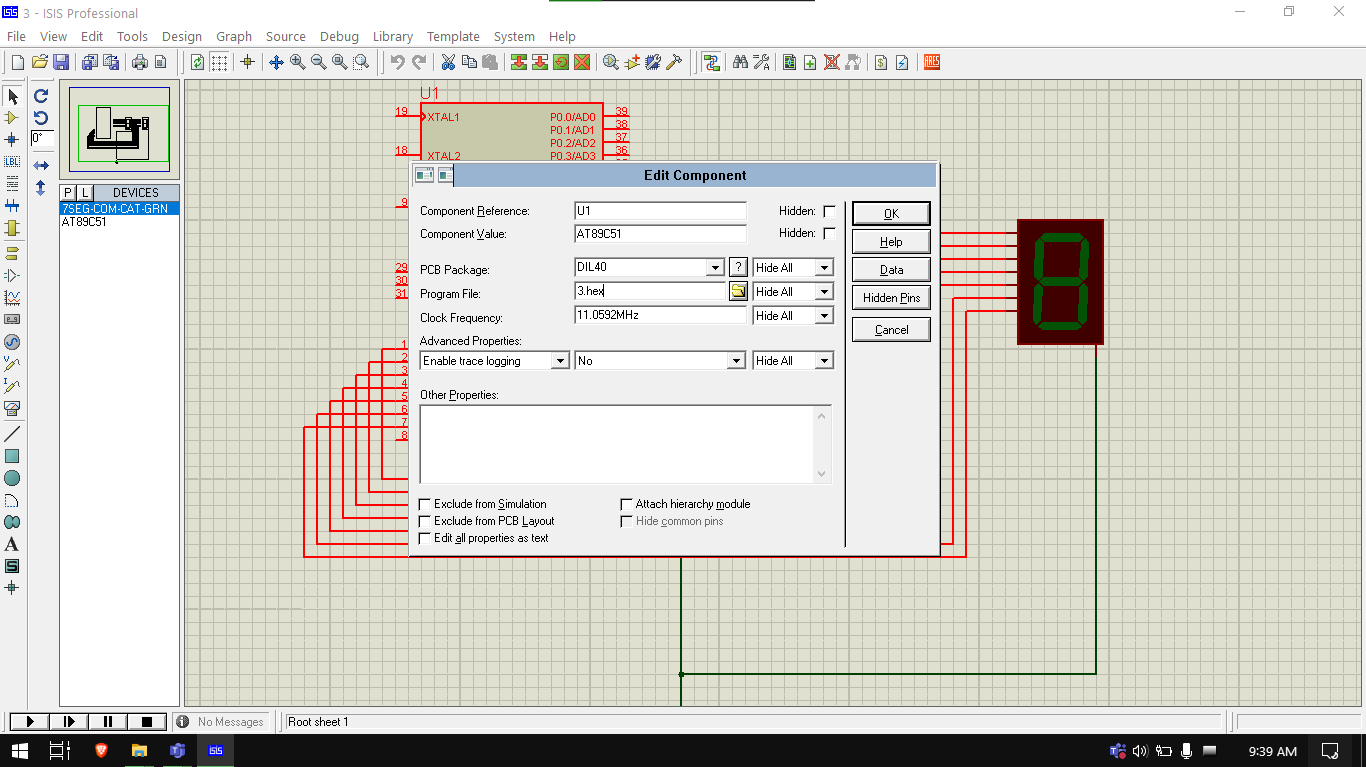 isis 3 - ISIS Professional
File View Edit Tools Design Graph Source Debug Library Template System Help
ARES
U1
19 XTAL1 P0.0/AD0 39
P0.1/AD1 38
P0.2/AD2 37
18 XTAL2 P0.3/AD3 36
0°
LBL
P L DEVICES
7SEG-COM-CAT-GRN
AT89C51
9
29
30
31
1
2
3
4
5
6
7
8
A
S
Edit Component
Component Reference: U1 Hidden:
Component Value: AT89C51 Hidden:
PCB Package: DIL40 ? Hide All
Program File: 3.hex Hide All
Clock Frequency: 11.0592MHz Hide All
Advanced Properties:
Enable trace logging No Hide All
Other Properties:
Exclude from Simulation Attach hierarchy module
Exclude from PCB Layout Hide common pins
Edit all properties as text
OK
Help
Data
Hidden Pins
Cancel
No Messages Root sheet 1
isis 9:39 AM